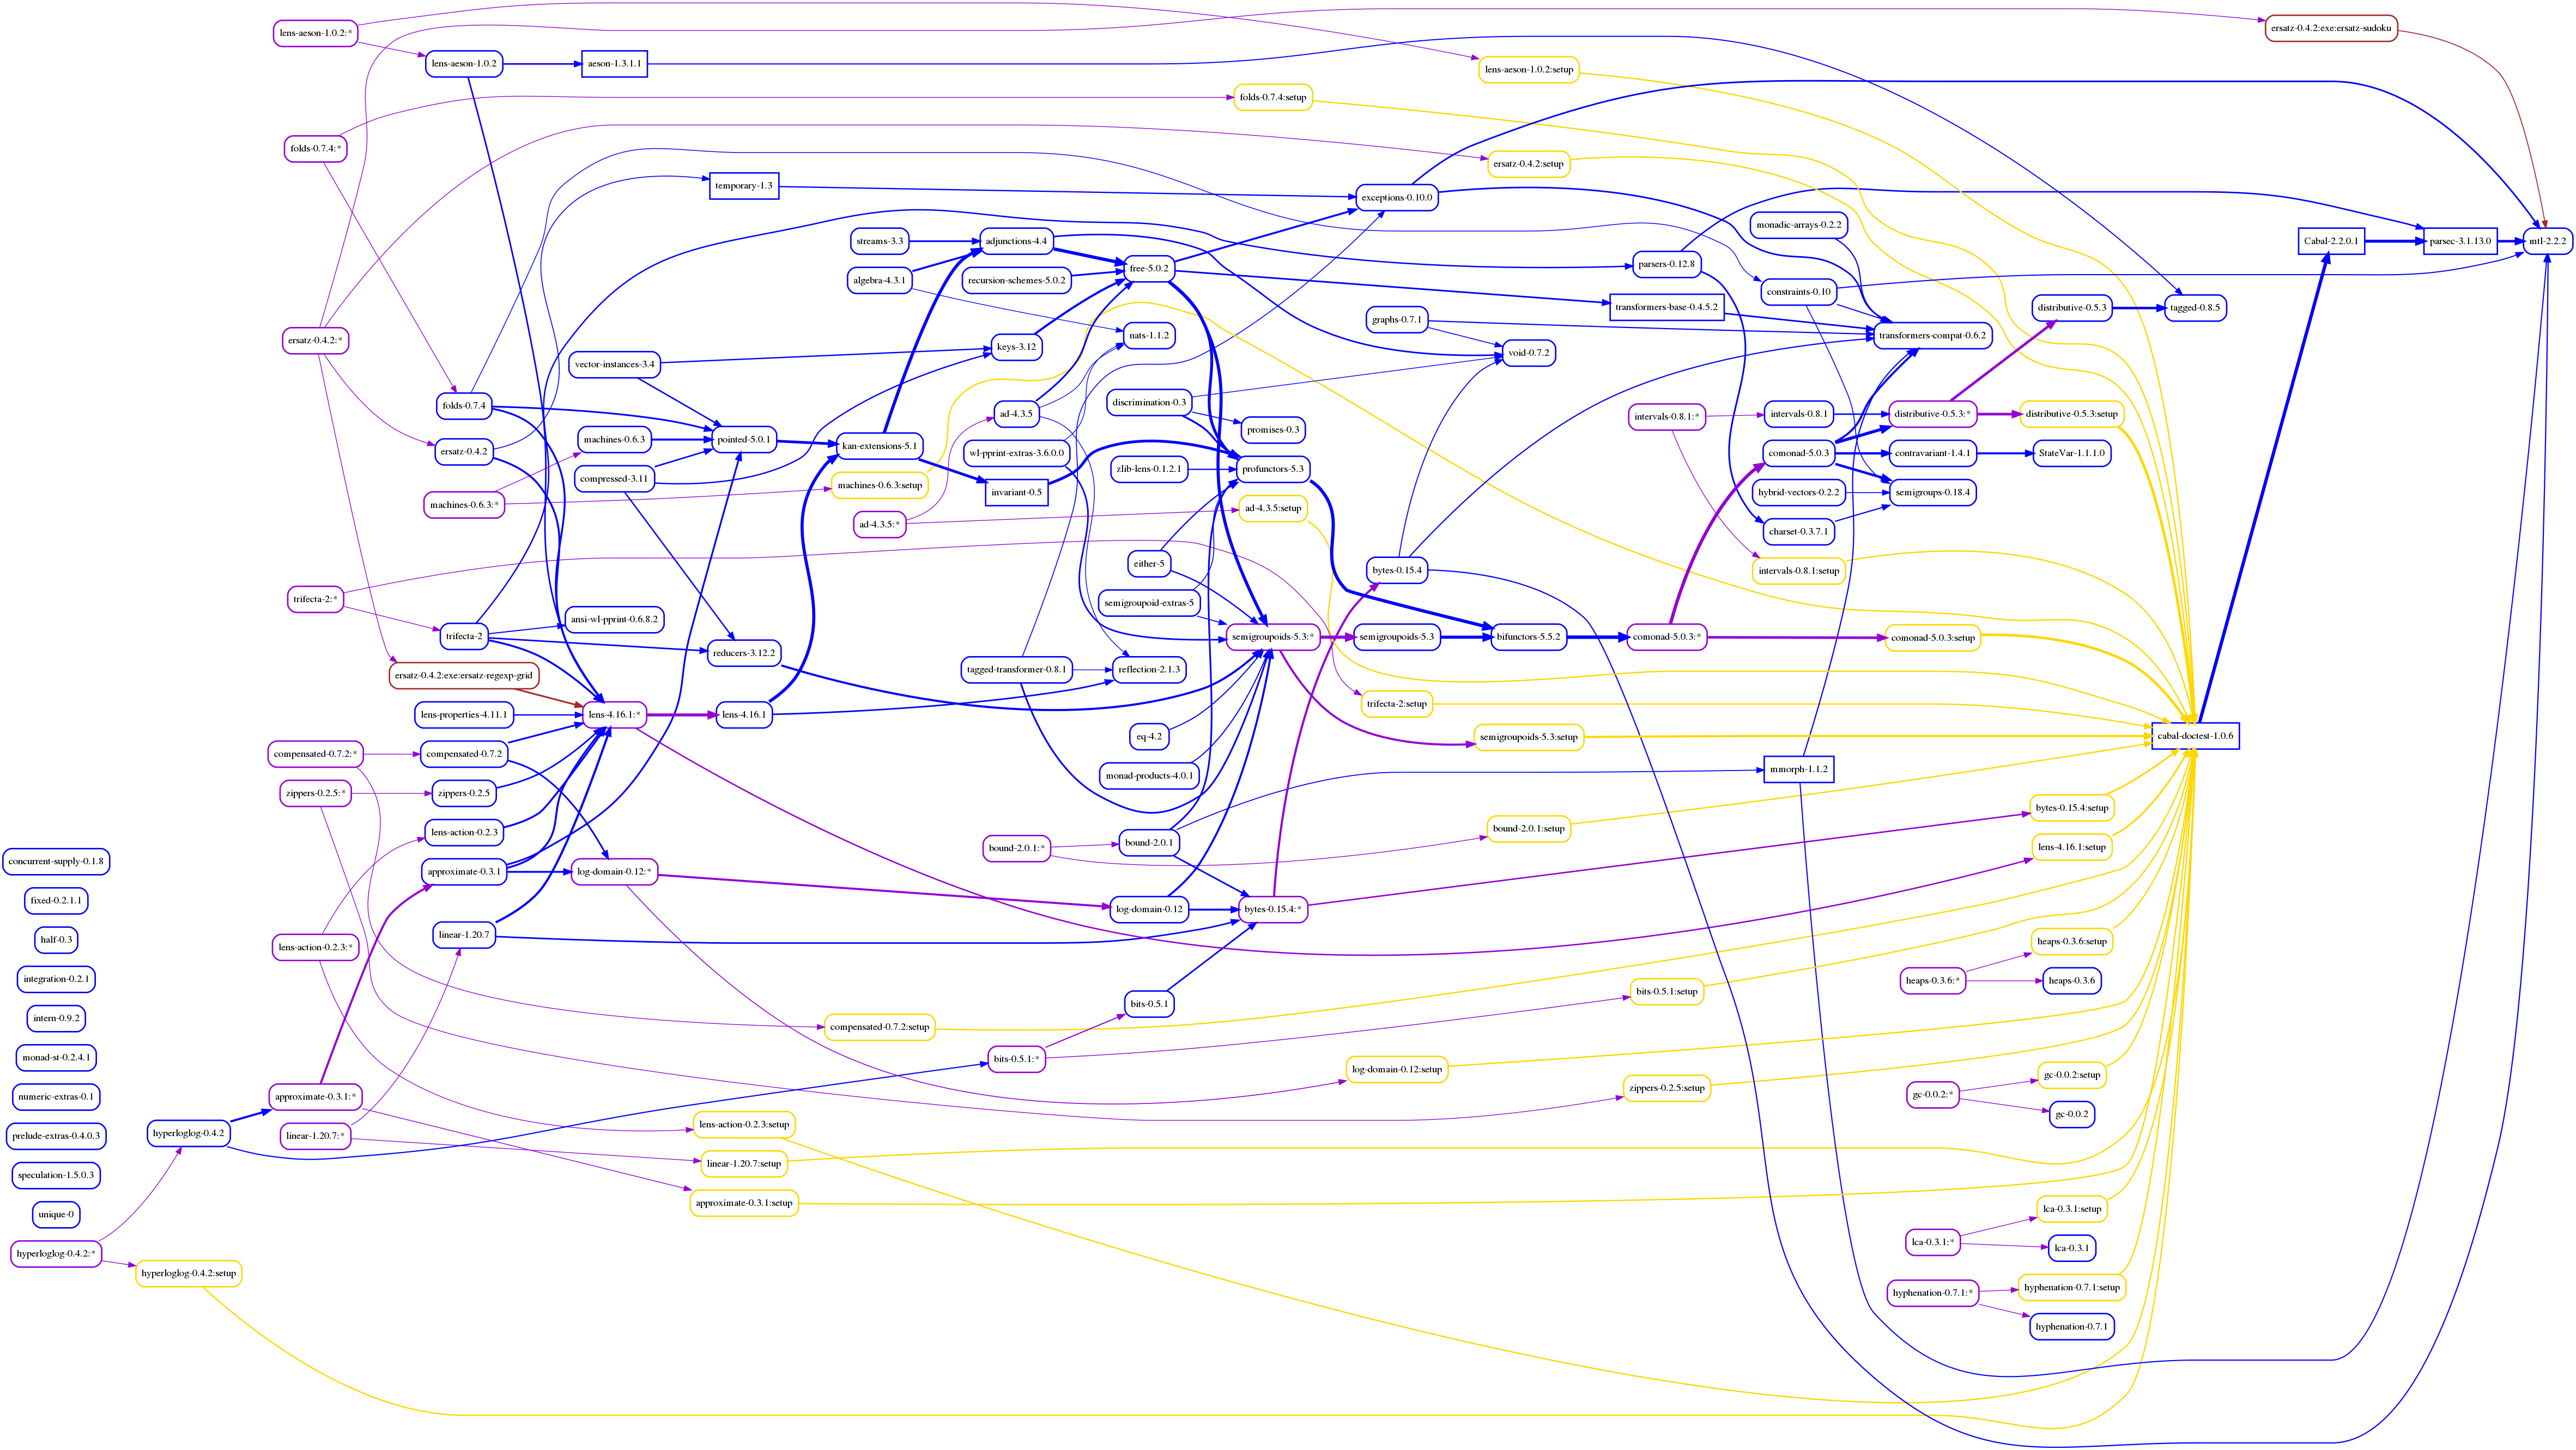 lens-aeson-1.0.2:*
ersatz-0.4.2:exe:ersatz-sudoku
lens-aeson-1.0.2
aeson-1.3.1.1
lens-aeson-1.0.2:setup
folds-0.7.4:setup
folds-0.7.4:*
ersatz-0.4.2:setup
temporary-1.3
exceptions-0.10.0
monadic-arrays-0.2.2
streams-3.3
adjunctions-4.4
Cabal-2.2.0.1
parsec-3.1.13.0
mtl-2.2.2
algebra-4.3.1
recursion-schemes-5.0.2
free-5.0.2
parsers-0.12.8
constraints-0.10
transformers-base-0.4.5.2
distributive-0.5.3
tagged-0.8.5
graphs-0.7.1
ersatz-0.4.2:*
nats-1.1.2
transformers-compat-0.6.2
keys-3.12
void-0.7.2
vector-instances-3.4
folds-0.7.4
ad-4.3.5
discrimination-0.3
intervals-0.8.1:*
intervals-0.8.1
distributive-0.5.3:*
distributive-0.5.3:setup
promises-0.3
machines-0.6.3
pointed-5.0.1
kan-extensions-5.1
ersatz-0.4.2
wl-pprint-extras-3.6.0.0
comonad-5.0.3
contravariant-1.4.1
StateVar-1.1.1.0
zlib-lens-0.1.2.1
profunctors-5.3
compressed-3.11
machines-0.6.3:setup
invariant-0.5
hybrid-vectors-0.2.2
semigroups-0.18.4
machines-0.6.3:*
ad-4.3.5:*
ad-4.3.5:setup
charset-0.3.7.1
either-5
bytes-0.15.4
intervals-0.8.1:setup
trifecta-2:*
semigroupoid-extras-5
ansi-wl-pprint-0.6.8.2
trifecta-2
semigroupoids-5.3:*
semigroupoids-5.3
bifunctors-5.5.2
comonad-5.0.3:*
comonad-5.0.3:setup
reducers-3.12.2
ersatz-0.4.2:exe:ersatz-regexp-grid
tagged-transformer-0.8.1
reflection-2.1.3
trifecta-2:setup
lens-properties-4.11.1
lens-4.16.1:*
lens-4.16.1
eq-4.2
semigroupoids-5.3:setup
cabal-doctest-1.0.6
compensated-0.7.2:*
compensated-0.7.2
monad-products-4.0.1
mmorph-1.1.2
zippers-0.2.5:*
zippers-0.2.5
bytes-0.15.4:setup
lens-action-0.2.3
bound-2.0.1:*
bound-2.0.1
bound-2.0.1:setup
lens-4.16.1:setup
concurrent-supply-0.1.8
approximate-0.3.1
log-domain-0.12:*
fixed-0.2.1.1
log-domain-0.12
bytes-0.15.4:*
half-0.3
lens-action-0.2.3:*
linear-1.20.7
heaps-0.3.6:setup
integration-0.2.1
heaps-0.3.6:*
heaps-0.3.6
bits-0.5.1
bits-0.5.1:setup
intern-0.9.2
compensated-0.7.2:setup
monad-st-0.2.4.1
bits-0.5.1:*
log-domain-0.12:setup
gc-0.0.2:setup
numeric-extras-0.1
approximate-0.3.1:*
zippers-0.2.5:setup
gc-0.0.2:*
gc-0.0.2
prelude-extras-0.4.0.3
hyperloglog-0.4.2
linear-1.20.7:*
lens-action-0.2.3:setup
linear-1.20.7:setup
speculation-1.5.0.3
approximate-0.3.1:setup
unique-0
lca-0.3.1:setup
lca-0.3.1:*
lca-0.3.1
hyperloglog-0.4.2:*
hyperloglog-0.4.2:setup
hyphenation-0.7.1:*
hyphenation-0.7.1:setup
hyphenation-0.7.1